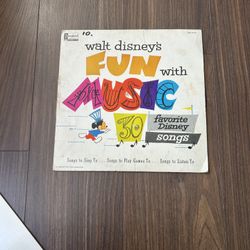 10.
walt disney's
FUN with
MUSIC
30 favorite Disney
songs
Songs to Sing To . . . Songs to Play Games To . . . Songs to Listen To